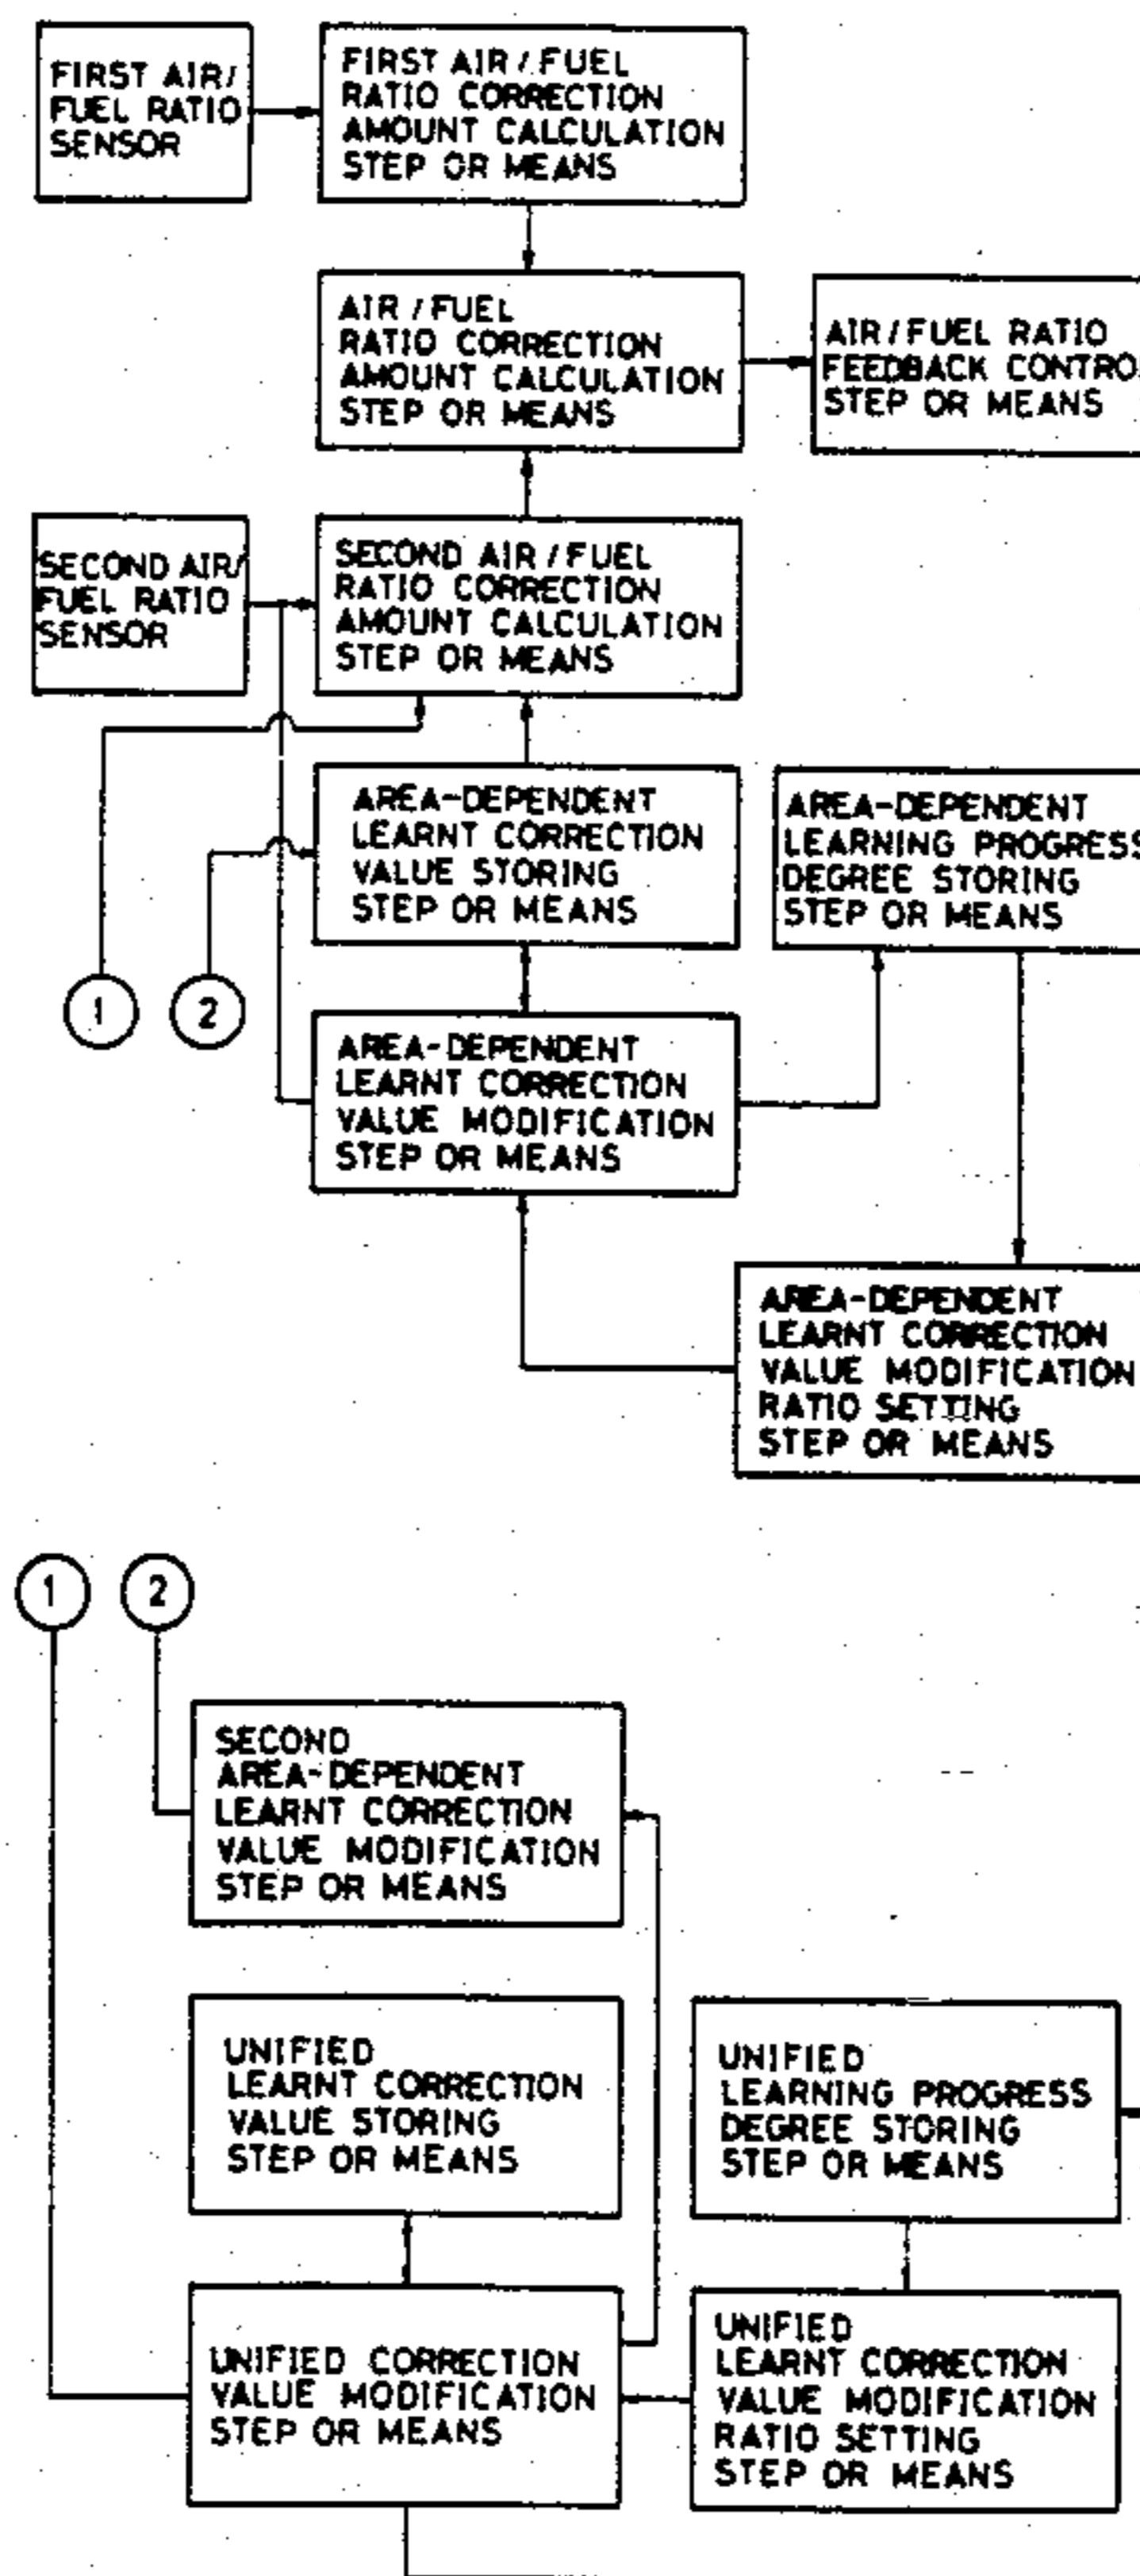 FIRST AIR/
FUEL RATIO
SENSOR
FIRST AIR / FUEL
RATIO CORRECTION
AMOUNT CALCULATION
STEP OR MEANS
AIR / FUEL
RATIO CORRECTION
AMOUNT CALCULATION
STEP OR MEANS
AIR/FUEL RATIO
FEEDBACK CONTRO
STEP OR MEANS
SECOND AIR/
FUEL RATIO
SENSOR
SECOND AIR / FUEL
RATIO CORRECTION
AMOUNT CALCULATION
STEP OR MEANS
AREA-DEPENDENT
LEARNT CORRECTION
VALUE STORING
STEP OR MEANS
AREA-DEPENDENT
LEARNING PROGRESS
DEGREE STORING
STEP OR MEANS
1
2
AREA-DEPENDENT
LEARNT CORRECTION
VALUE MODIFICATION
STEP OR MEANS
AREA-DEPENDENT
LEARNT CORRECTION
VALUE MODIFICATION
RATIO SETTING
STEP OR MEANS
1
2
SECOND
AREA-DEPENDENT
LEARNT CORRECTION
VALUE MODIFICATION
STEP OR MEANS
UNIFIED
LEARNT CORRECTION
VALUE STORING
STEP OR MEANS
UNIFIED
LEARNING PROGRESS
DEGREE STORING
STEP OR MEANS
UNIFIED CORRECTION
VALUE MODIFICATION
STEP OR MEANS
UNIFIED
LEARNT CORRECTION
VALUE MODIFICATION
RATIO SETTING
STEP OR MEANS